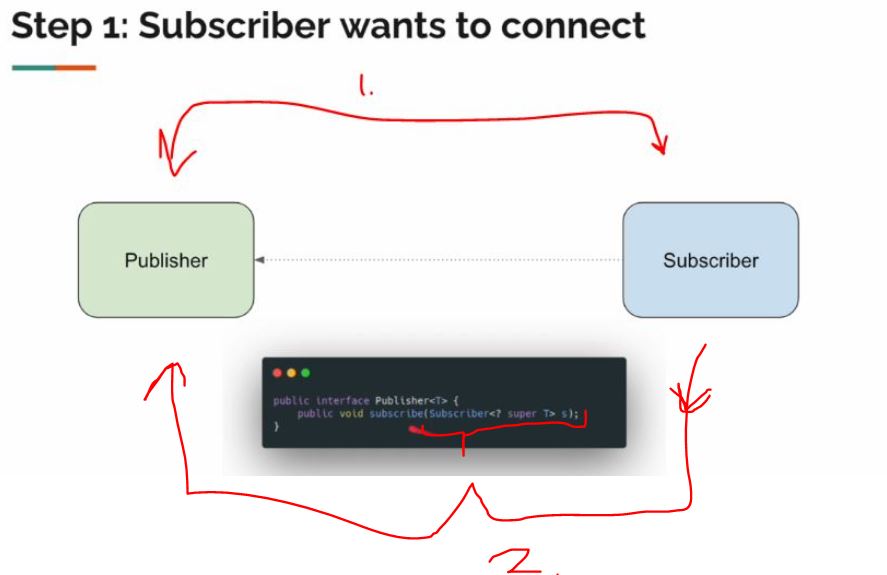 Step 1: Subscriber wants to connect
1.
Publisher
Subscriber
public interface Publisher<T> {
public void subscribe(Subscriber<? super T> s);
}
2.